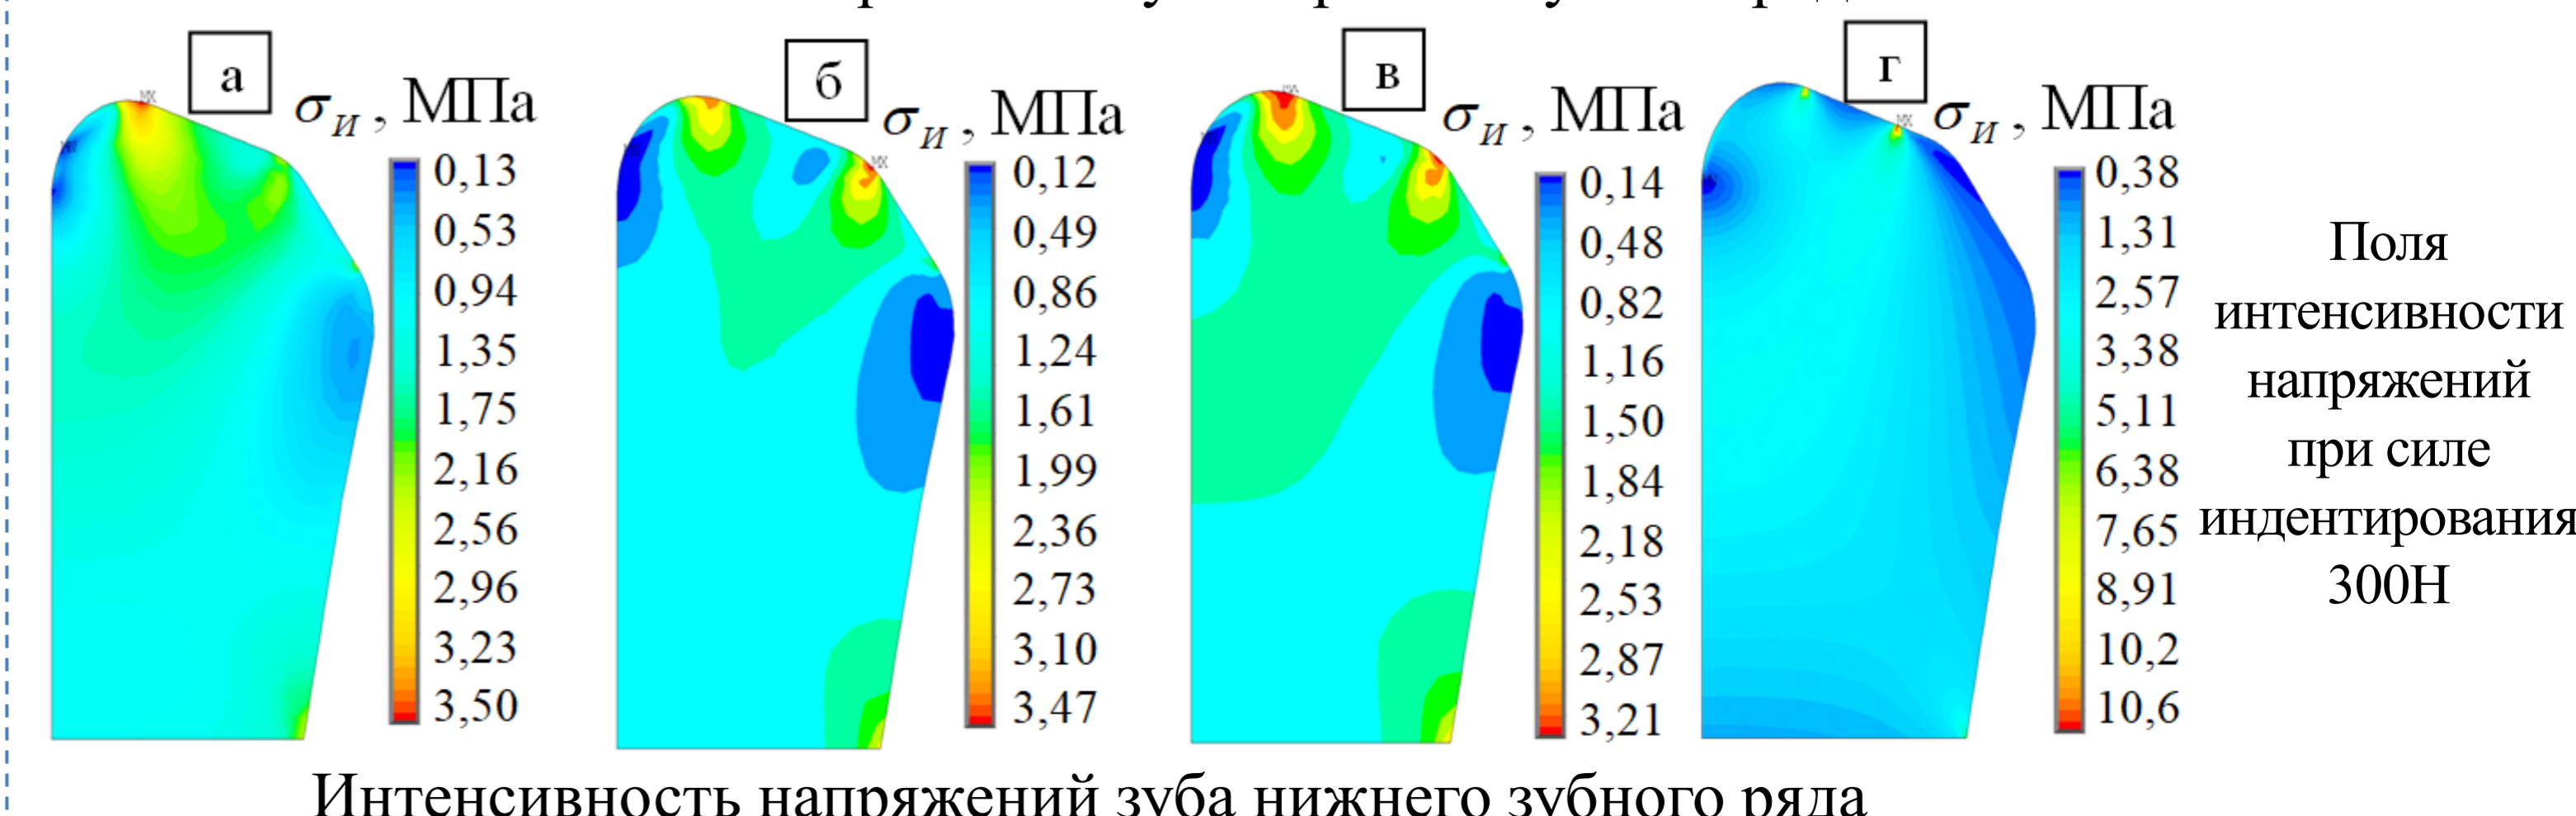 а
σи, МПа
0,13
0,53
0,94
1,35
1,75
2,16
2,56
2,96
3,23
3,50
б
σи, МПа
0,12
0,49
0,86
1,24
1,61
1,99
2,36
2,73
3,10
3,47
в
σи, МПа
0,14
0,48
0,82
1,16
1,50
1,84
2,18
2,53
2,87
3,21
г
σи, МПа
0,38
1,31
2,57
3,38
5,11
6,38
7,65
8,91
10,2
10,6
Поля
интенсивности
напряжений
при силе
индентирования
300Н
MX
MX
MX
Интенсивность напряжений зуба нижнего зубного ряда